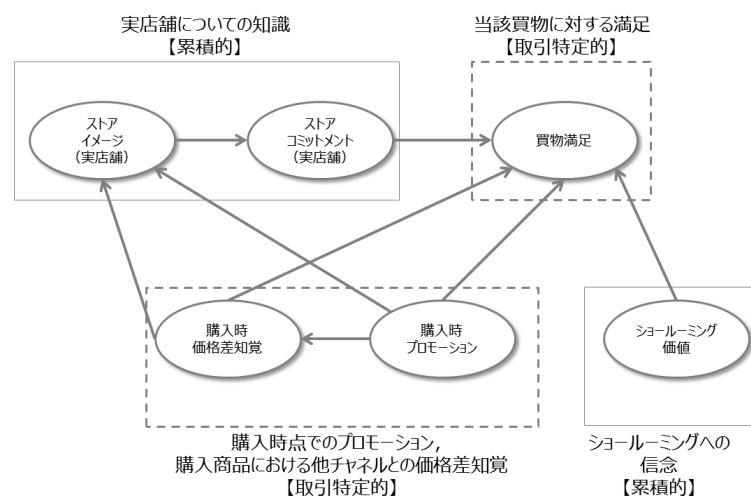 実店舗についての知識
【累積的】
当該買物に対する満足
【取引特定的】
ストア
イメージ
（実店舗）
ストア
コミットメント
（実店舗）
買物満足
購入時
価格差知覚
購入時
プロモーション
ショールーミング
価値
購入時点でのプロモーション,
購入商品における他チャネルとの価格差知覚
【取引特定的】
ショールーミングへの
信念
【累積的】